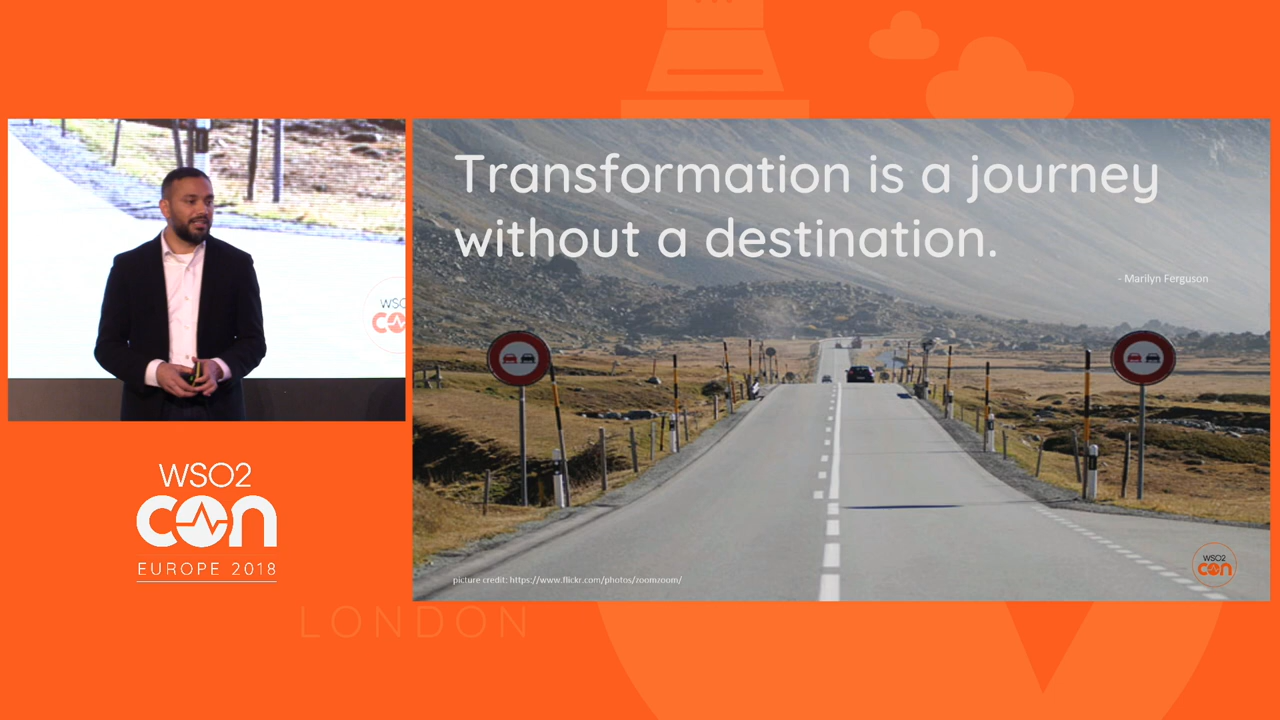 Transformation is a journey
without a destination.
- Marilyn Ferguson
WSO2
CON
WSO2
CON
EUROPE 2018
picture credit: https://www.flickr.com/photos/zoomzoom/
WSO2
CON
LONDON